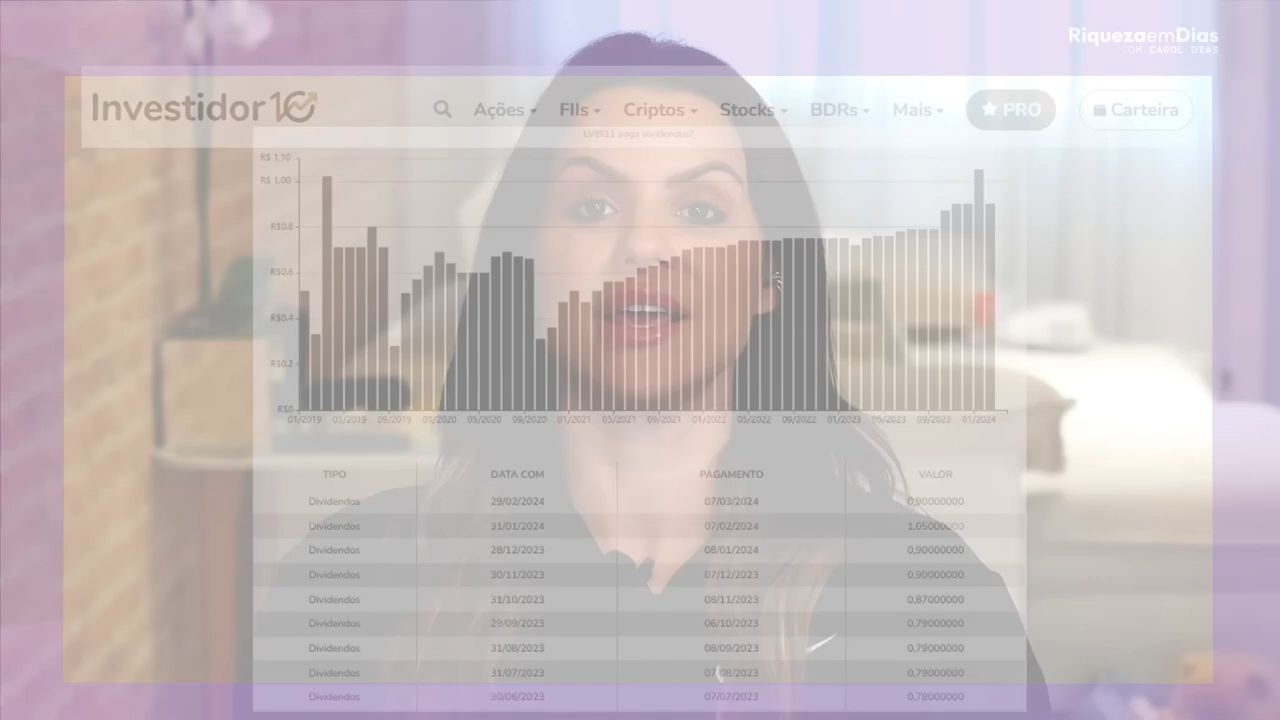 RiquezaemDias
COM CAROL DIAS
Investidor 10
Ações FIIs Criptos Stocks BDRs Mais PRO Carteira
LVBI11 paga dividendos?
R$ 1,10
R$ 1,00
R$0,8
R$0,6
R$0,4
R$0,2
R$0
01/2019 05/2019 09/2019 01/2020 05/2020 09/2020 01/2021 05/2021 09/2021 01/2022 05/2022 09/2022 01/2023 05/2023 09/2023 01/2024
TIPO DATA COM PAGAMENTO VALOR
Dividendos 29/02/2024 07/03/2024 0,90000000
Dividendos 31/01/2024 07/02/2024 1,05000000
Dividendos 28/12/2023 08/01/2024 0,90000000
Dividendos 30/11/2023 07/12/2023 0,90000000
Dividendos 31/10/2023 08/11/2023 0,87000000
Dividendos 29/09/2023 06/10/2023 0,79000000
Dividendos 31/08/2023 08/09/2023 0,79000000
Dividendos 31/07/2023 07/08/2023 0,79000000
Dividendos 30/06/2023 07/07/2023 0,78000000